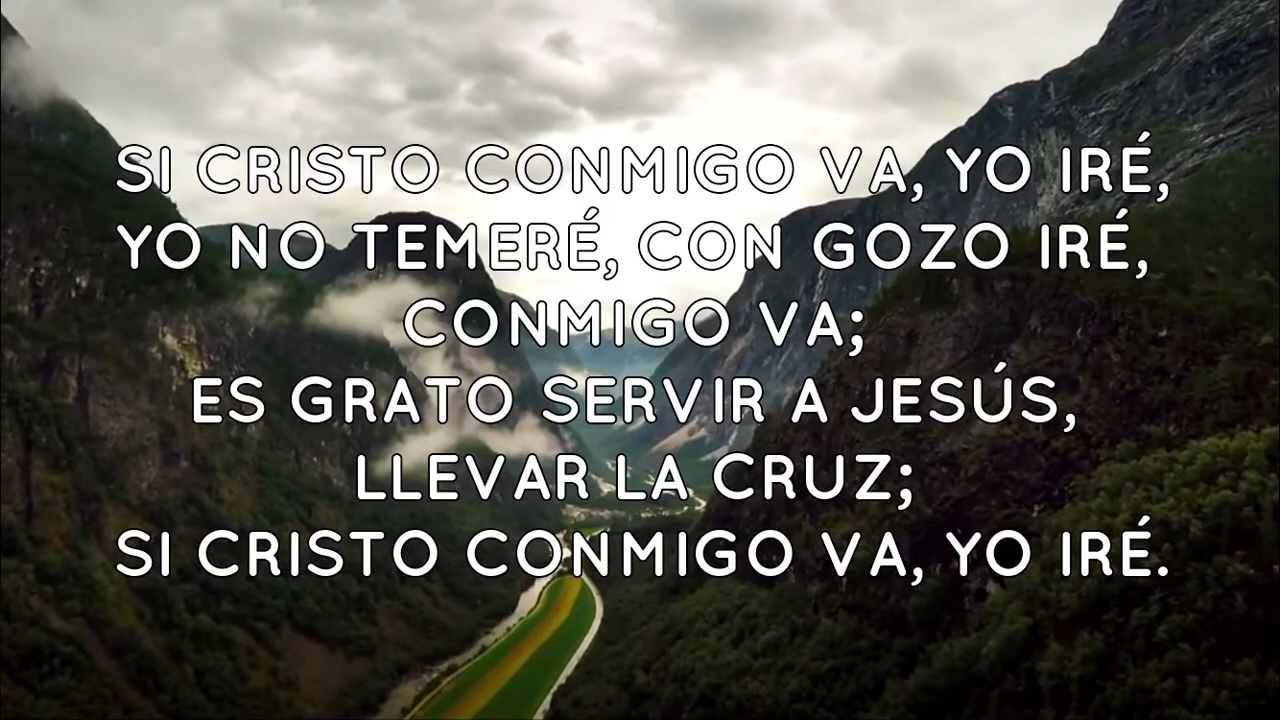 SI CRISTO CONMIGO VA, YO IRÉ,
YO NO TEMERÉ, CON GOZO IRÉ,
CONMIGO VA;
ES GRATO SERVIR A JESÚS,
LLEVAR LA CRUZ;
SI CRISTO CONMIGO VA, YO IRÉ.